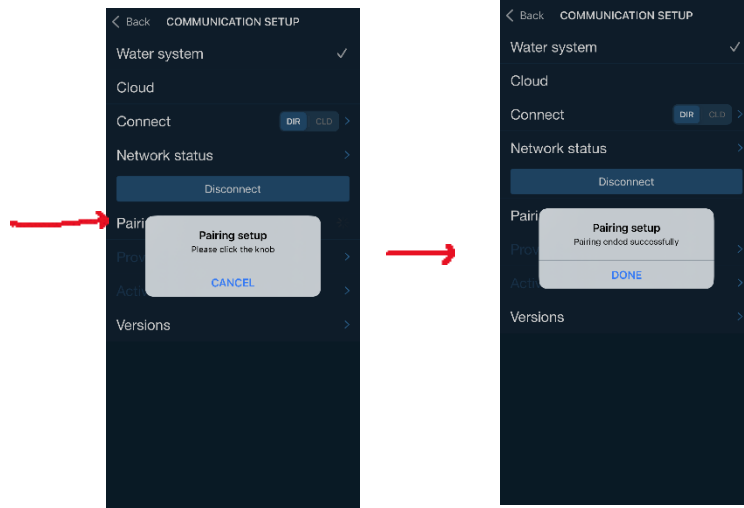 Back COMMUNICATION SETUP
Water system
Cloud
Connect DIR CLD
Network status
Disconnect
Pairing setup
Please click the knob
CANCEL
Versions
Back COMMUNICATION SETUP
Water system
Cloud
Connect DIR CLD
Network status
Disconnect
Pairing setup
Pairing ended successfully
DONE
Versions